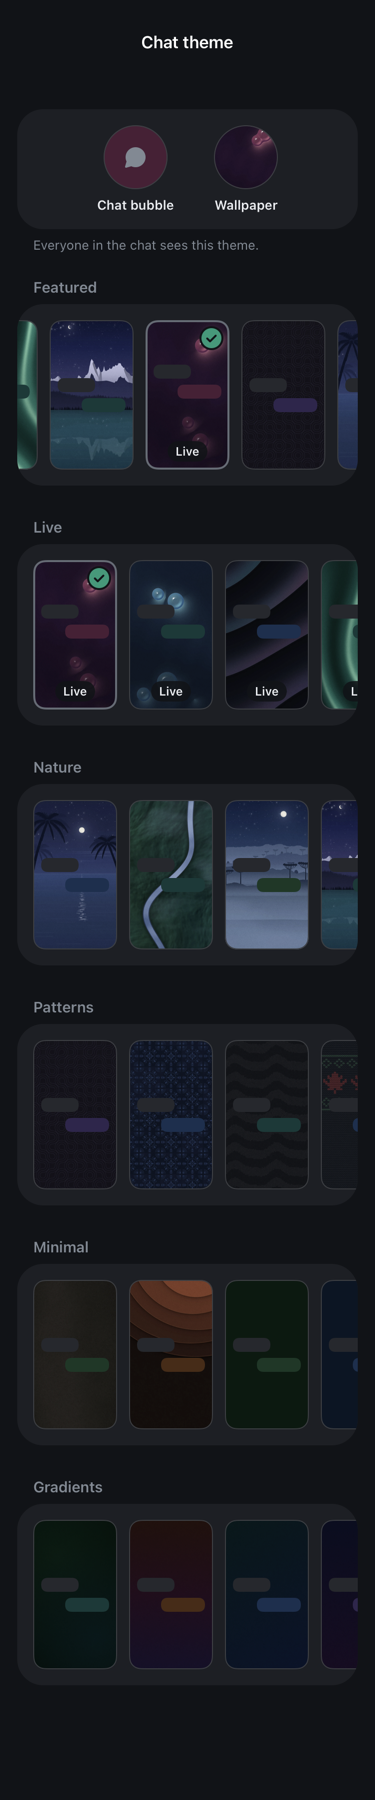 Chat theme
Chat bubble
Wallpaper
Everyone in the chat sees this theme.
Featured
Live
Live
Live
Live
Live
L
Nature
Patterns
Minimal
Gradients